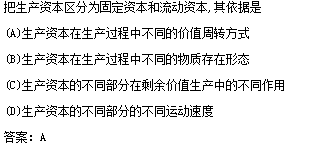 把生产资本区分为固定资本和流动资本,其依据是
(A)生产资本在生产过程中不同的价值周转方式
(B)生产资本在生产过程中不同的物质存在形态
(C)生产资本的不同部分在剩余价值生产中的不同作用
(D)生产资本的不同部分的不同运动速度
答案: A